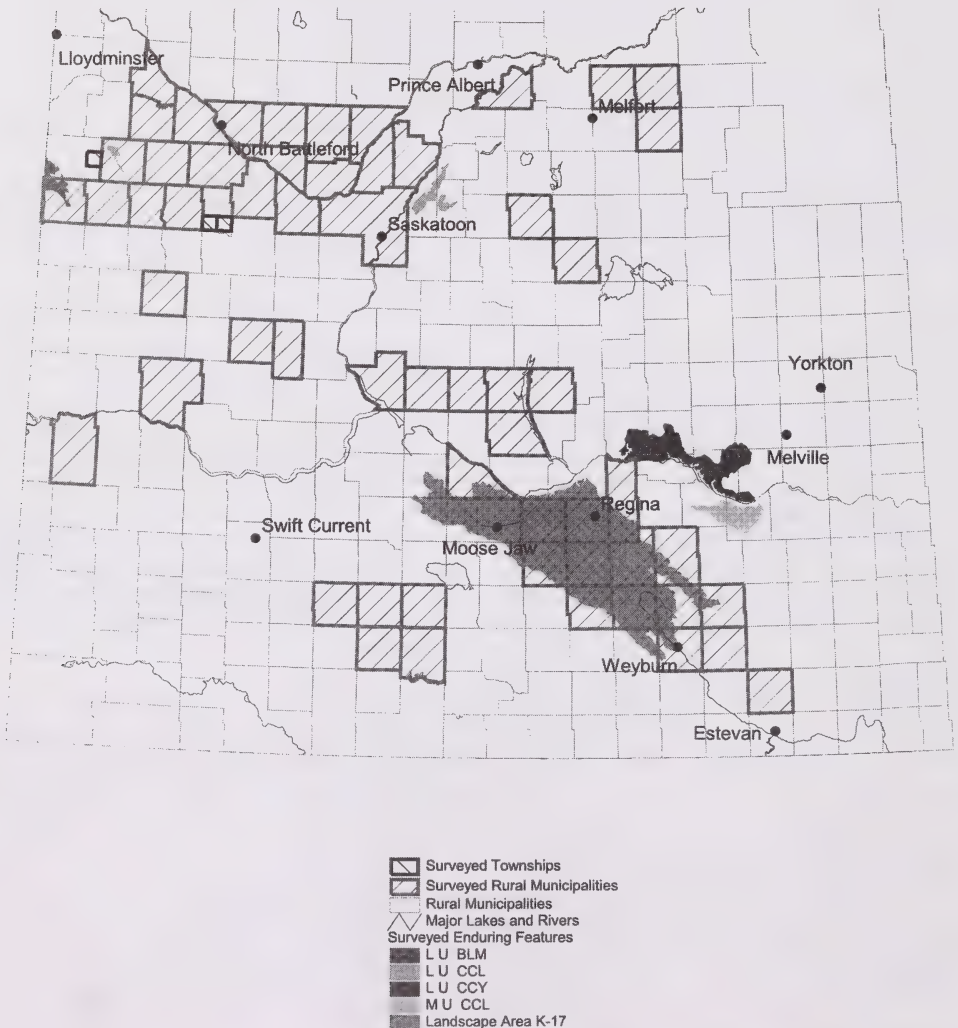 Lloydminster
Prince Albert
Melfort
North Battleford
Saskatoon
Yorkton
Melville
Regina
Swift Current
Moose Jaw
Weyburn
Estevan
Surveyed Townships
Surveyed Rural Municipalities
Rural Municipalities
Major Lakes and Rivers
Surveyed Enduring Features
L U BLM
L U CCL
L U CCY
M U CCL
Landscape Area K-17